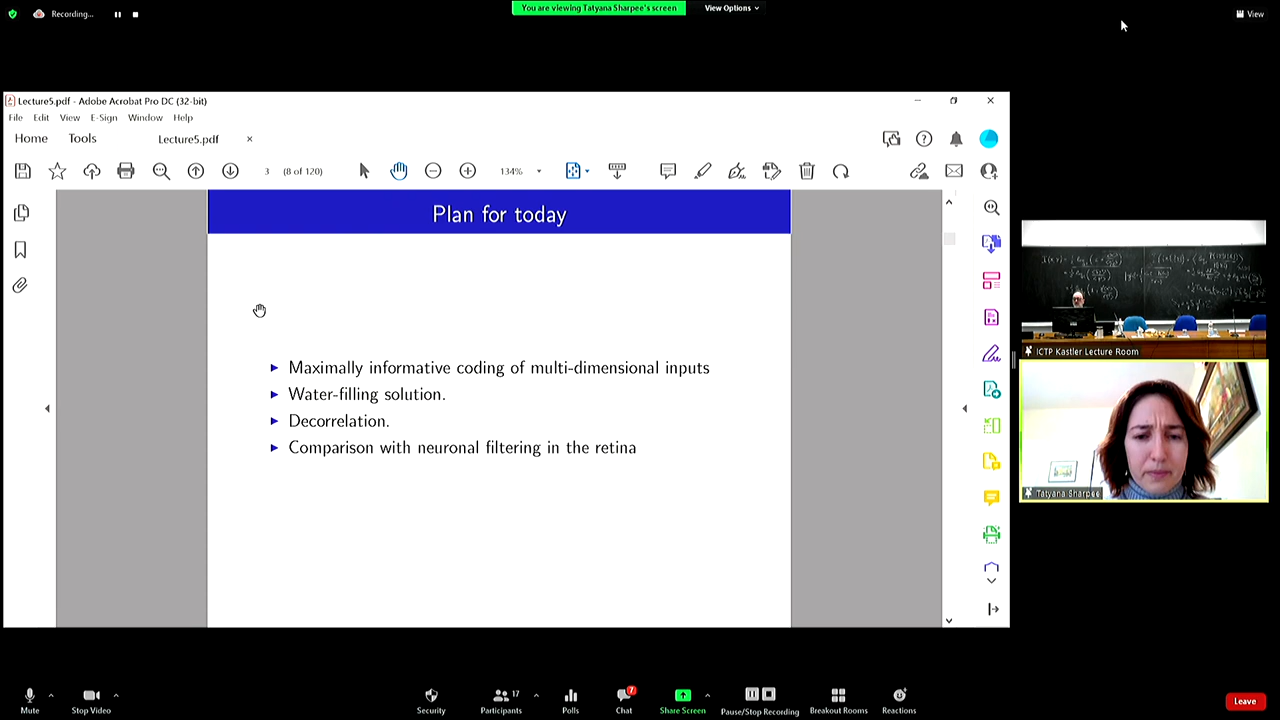 Recording...
You are viewing Tatyana Sharpee's screen
View Options
View
Lecture5.pdf - Adobe Acrobat Pro DC (32-bit)
File Edit View E-Sign Window Help
Home Tools Lecture5.pdf
3 (8 of 120) 134%
Plan for today
Maximally informative coding of multi-dimensional inputs
Water-filling solution.
Decorrelation.
Comparison with neuronal filtering in the retina
ICTP Kastler Lecture Room
Tatyana Sharpee
17
7
Mute Stop Video Security Participants Polls Chat Share Screen Pause/Stop Recording Breakout Rooms Reactions Leave